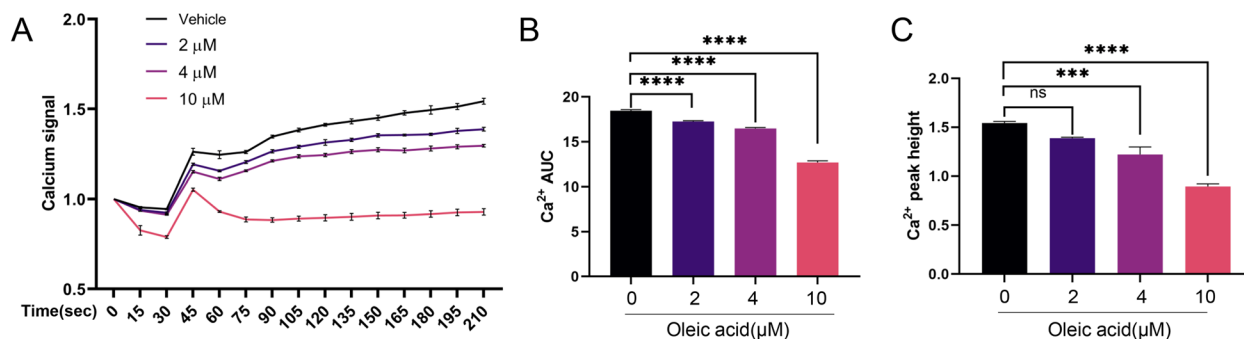 A
Calcium signal
2.0
1.5
1.0
0.5
Vehicle
2 μM
4 μM
10 μM
Time(sec)
0
15
30
45
60
75
90
105
120
135
150
165
180
195
210
B
Ca2+ AUC
20
15
10
5
0
****
****
****
0 2 4 10
Oleic acid(μM)
C
Ca2+ peak height
2.0
1.5
1.0
0.5
0.0
****
***
ns
0 2 4 10
Oleic acid(μM)